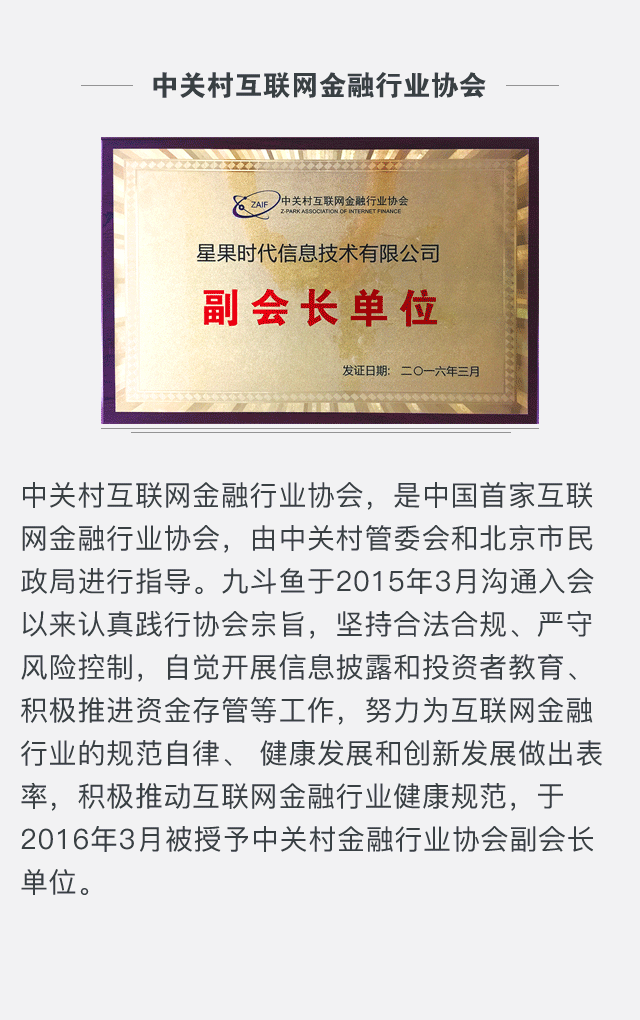 中关村互联网金融行业协会
ZAIF
中关村互联网金融行业协会
Z-PARK ASSOCIATION OF INTERNET FINANCE
星果时代信息技术有限公司
副会长单位
发证日期: 二〇一六年三月
中关村互联网金融行业协会，是中国首家互联
网金融行业协会，由中关村管委会和北京市民
政局进行指导。九斗鱼于2015年3月沟通入会
以来认真践行协会宗旨，坚持合法合规、严守
风险控制，自觉开展信息披露和投资者教育、
积极推进资金存管等工作，努力为互联网金融
行业的规范自律、 健康发展和创新发展做出表
率，积极推动互联网金融行业健康规范，于
2016年3月被授予中关村金融行业协会副会长
单位。